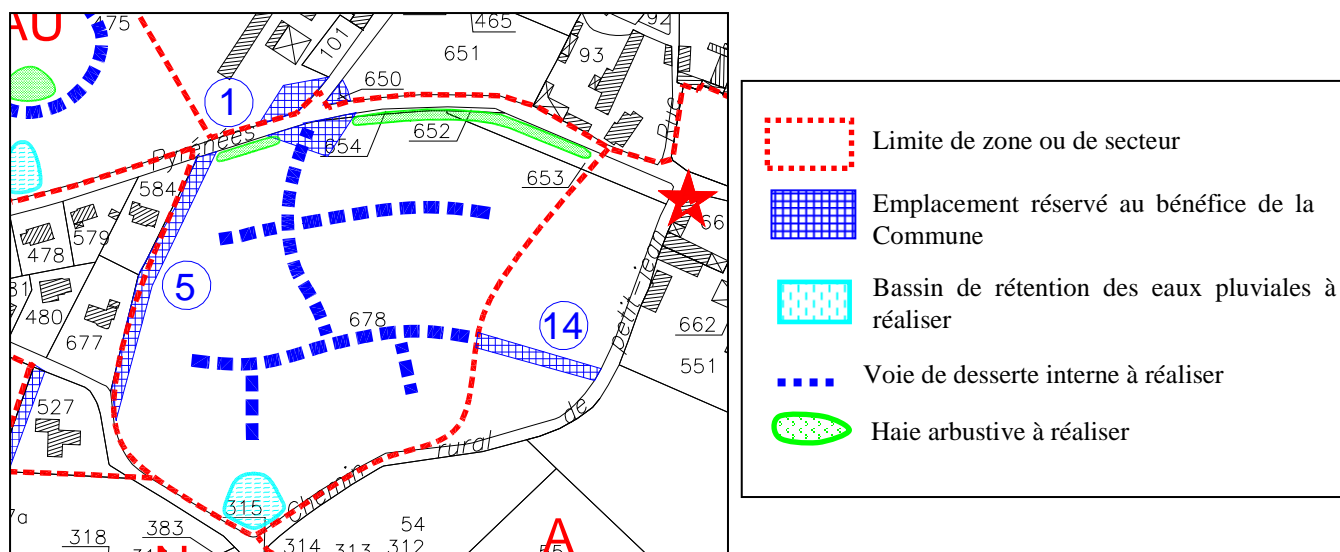 AU
475
101
465
92
651
93
650
1
Pyrénées
654
652
Rue
653
584
579
478
66
5
petit-jean
81
480
678
14
662
677
551
527
de
rural
Chemin
315
7a
318
383
54
314
313
312
A
55
N
Limite de zone ou de secteur
Emplacement réservé au bénéfice de la
Commune
Bassin de rétention des eaux pluviales à
réaliser
Voie de desserte interne à réaliser
Haie arbustive à réaliser